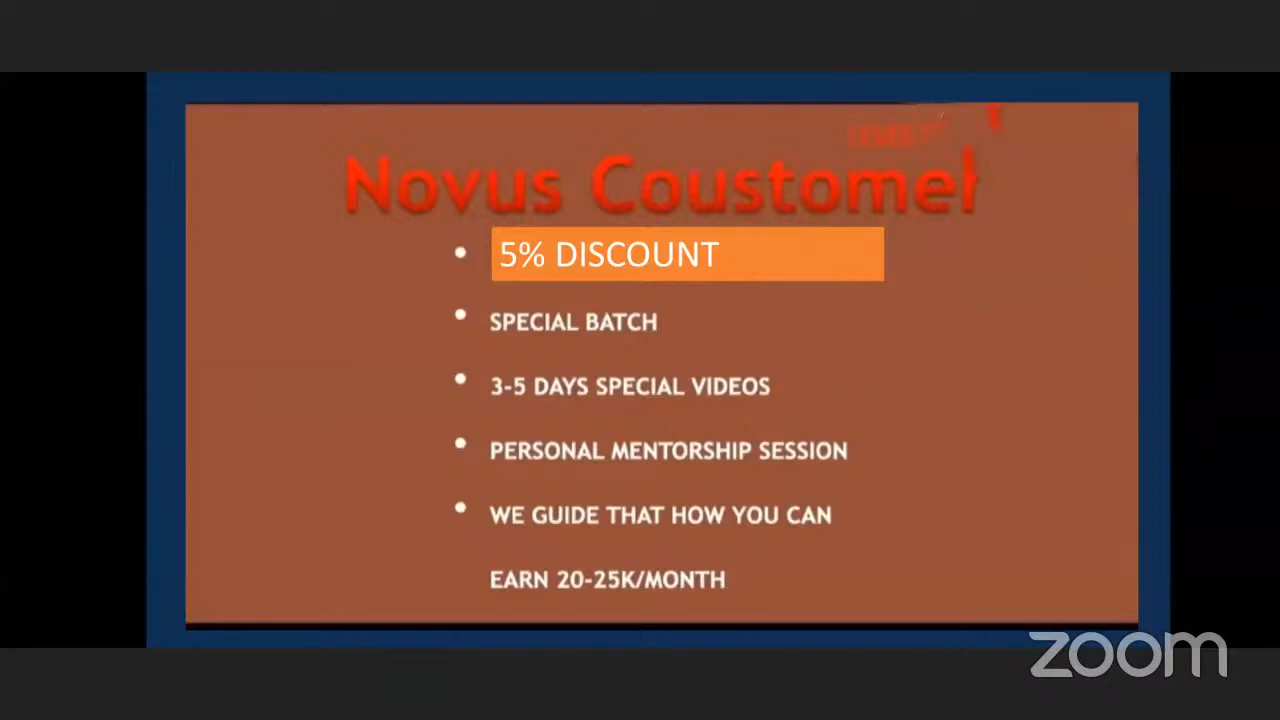 Novus Coustomer
• 5% DISCOUNT
• SPECIAL BATCH
• 3-5 DAYS SPECIAL VIDEOS
• PERSONAL MENTORSHIP SESSION
• WE GUIDE THAT HOW YOU CAN
EARN 20-25K/MONTH
zoom